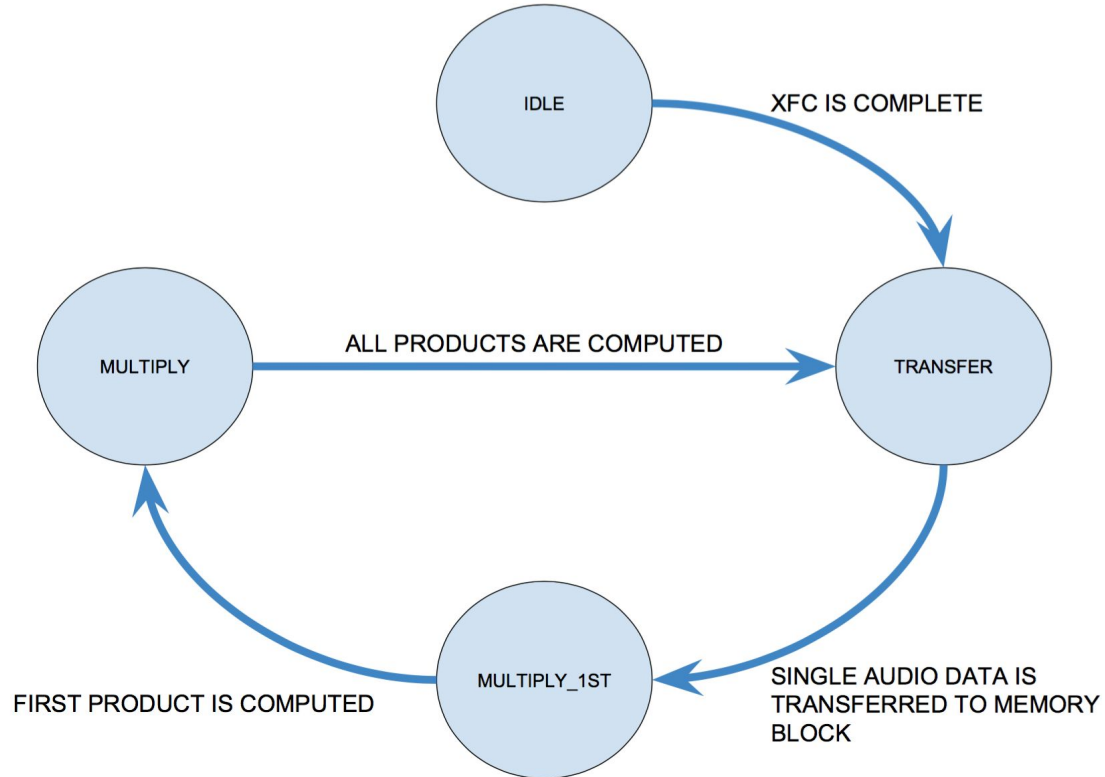 IDLE
XFC IS COMPLETE
MULTIPLY
ALL PRODUCTS ARE COMPUTED
TRANSFER
MULTIPLY_1ST
FIRST PRODUCT IS COMPUTED
SINGLE AUDIO DATA IS
TRANSFERRED TO MEMORY
BLOCK